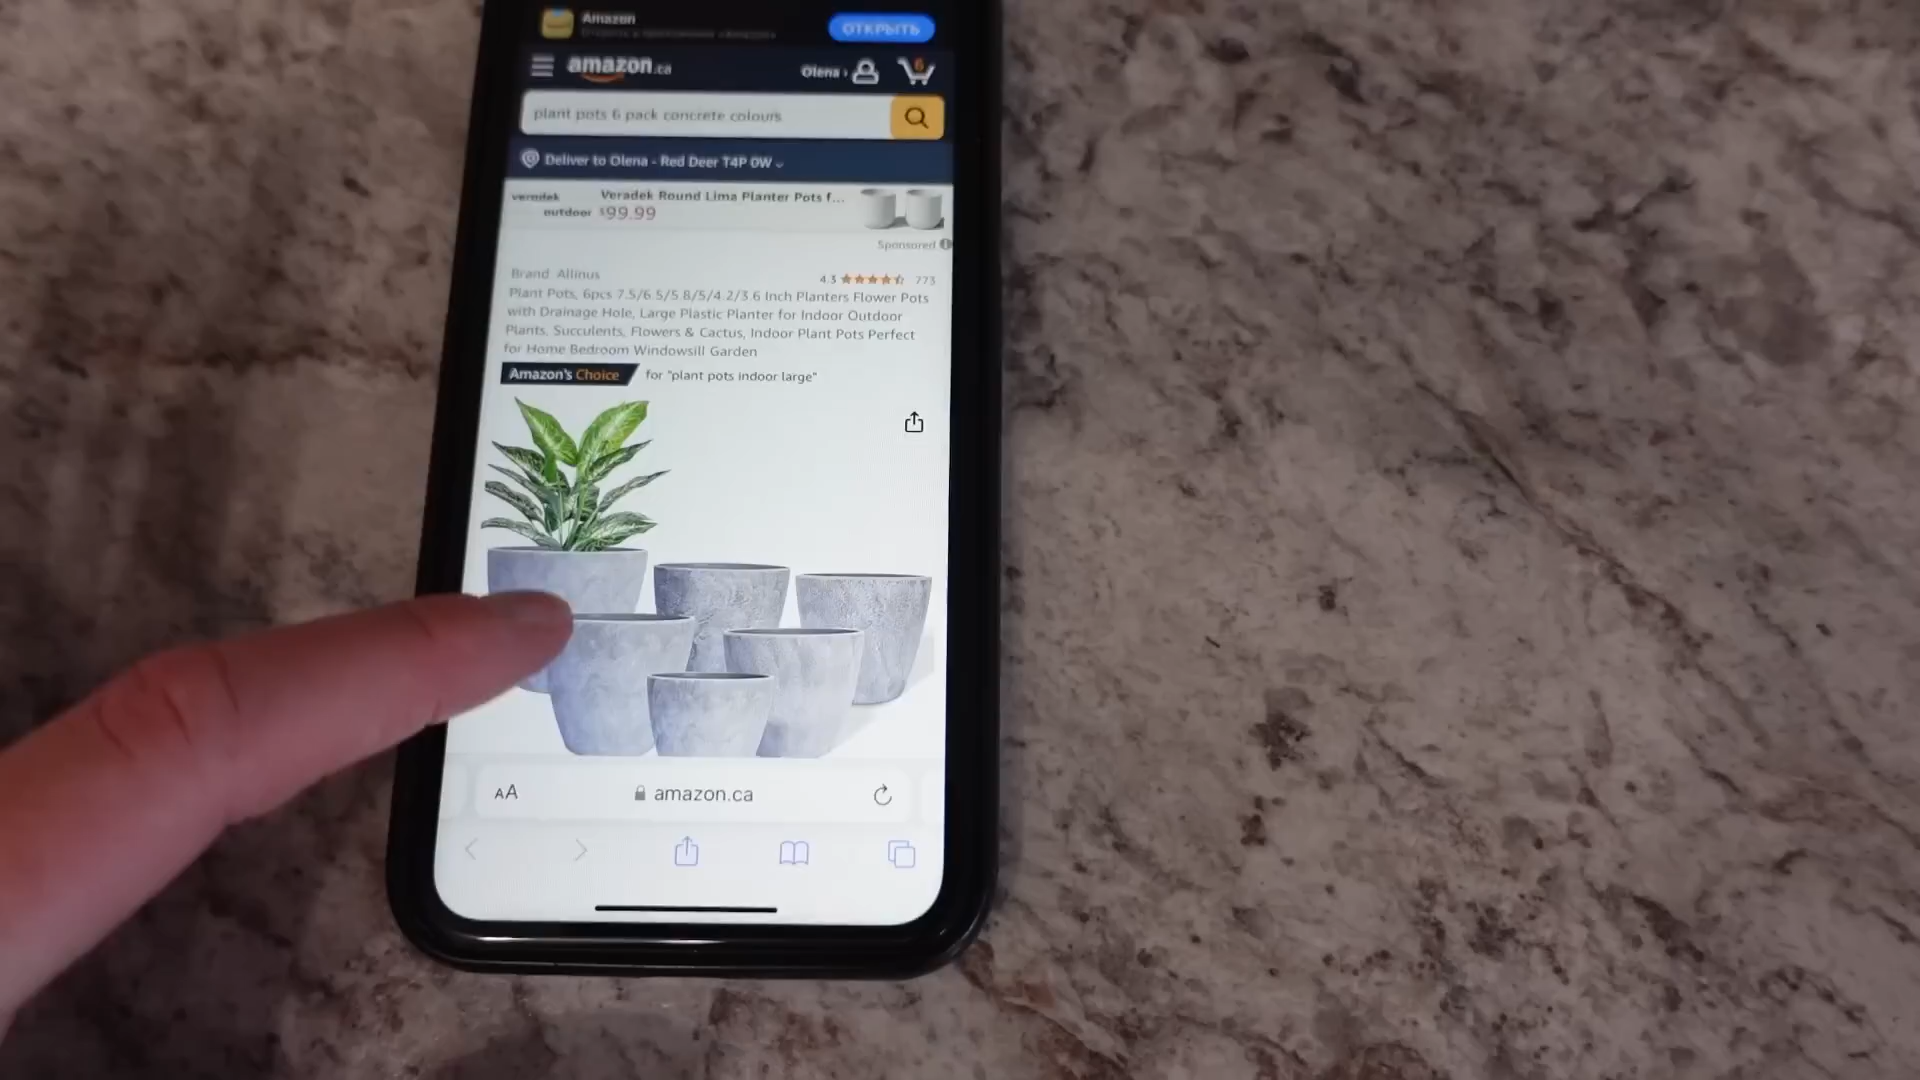 Amazon
ОТКРЫТЬ
amazon.ca
Olena ›
6
plant pots 6 pack concrete colours
Deliver to Olena - Red Deer T4P 0W
veradek
outdoor
Veradek Round Lima Planter Pots f...
$99.99
Sponsored
Brand Allinus
4.3
773
Plant Pots, 6pcs 7.5/6.5/5.8/5/4.2/3.6 Inch Planters Flower Pots
with Drainage Hole, Large Plastic Planter for Indoor Outdoor
Plants, Succulents, Flowers & Cactus, Indoor Plant Pots Perfect
for Home Bedroom Windowsill Garden
Amazon's Choice for "plant pots indoor large"
AA
amazon.ca